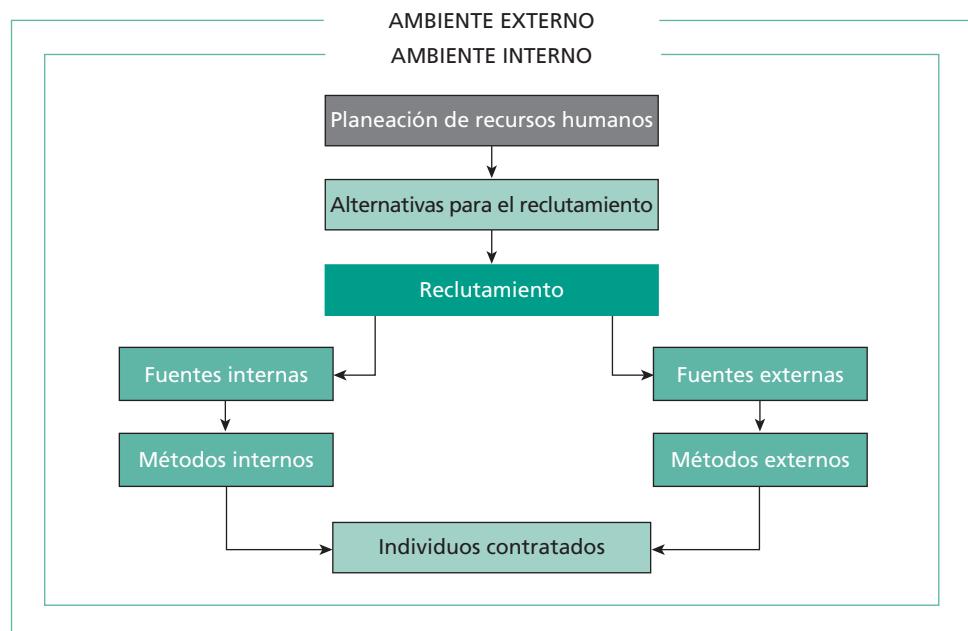 AMBIENTE EXTERNO
AMBIENTE INTERNO
Planeación de recursos humanos
Alternativas para el reclutamiento
Reclutamiento
Fuentes internas
Fuentes externas
Métodos internos
Métodos externos
Individuos contratados